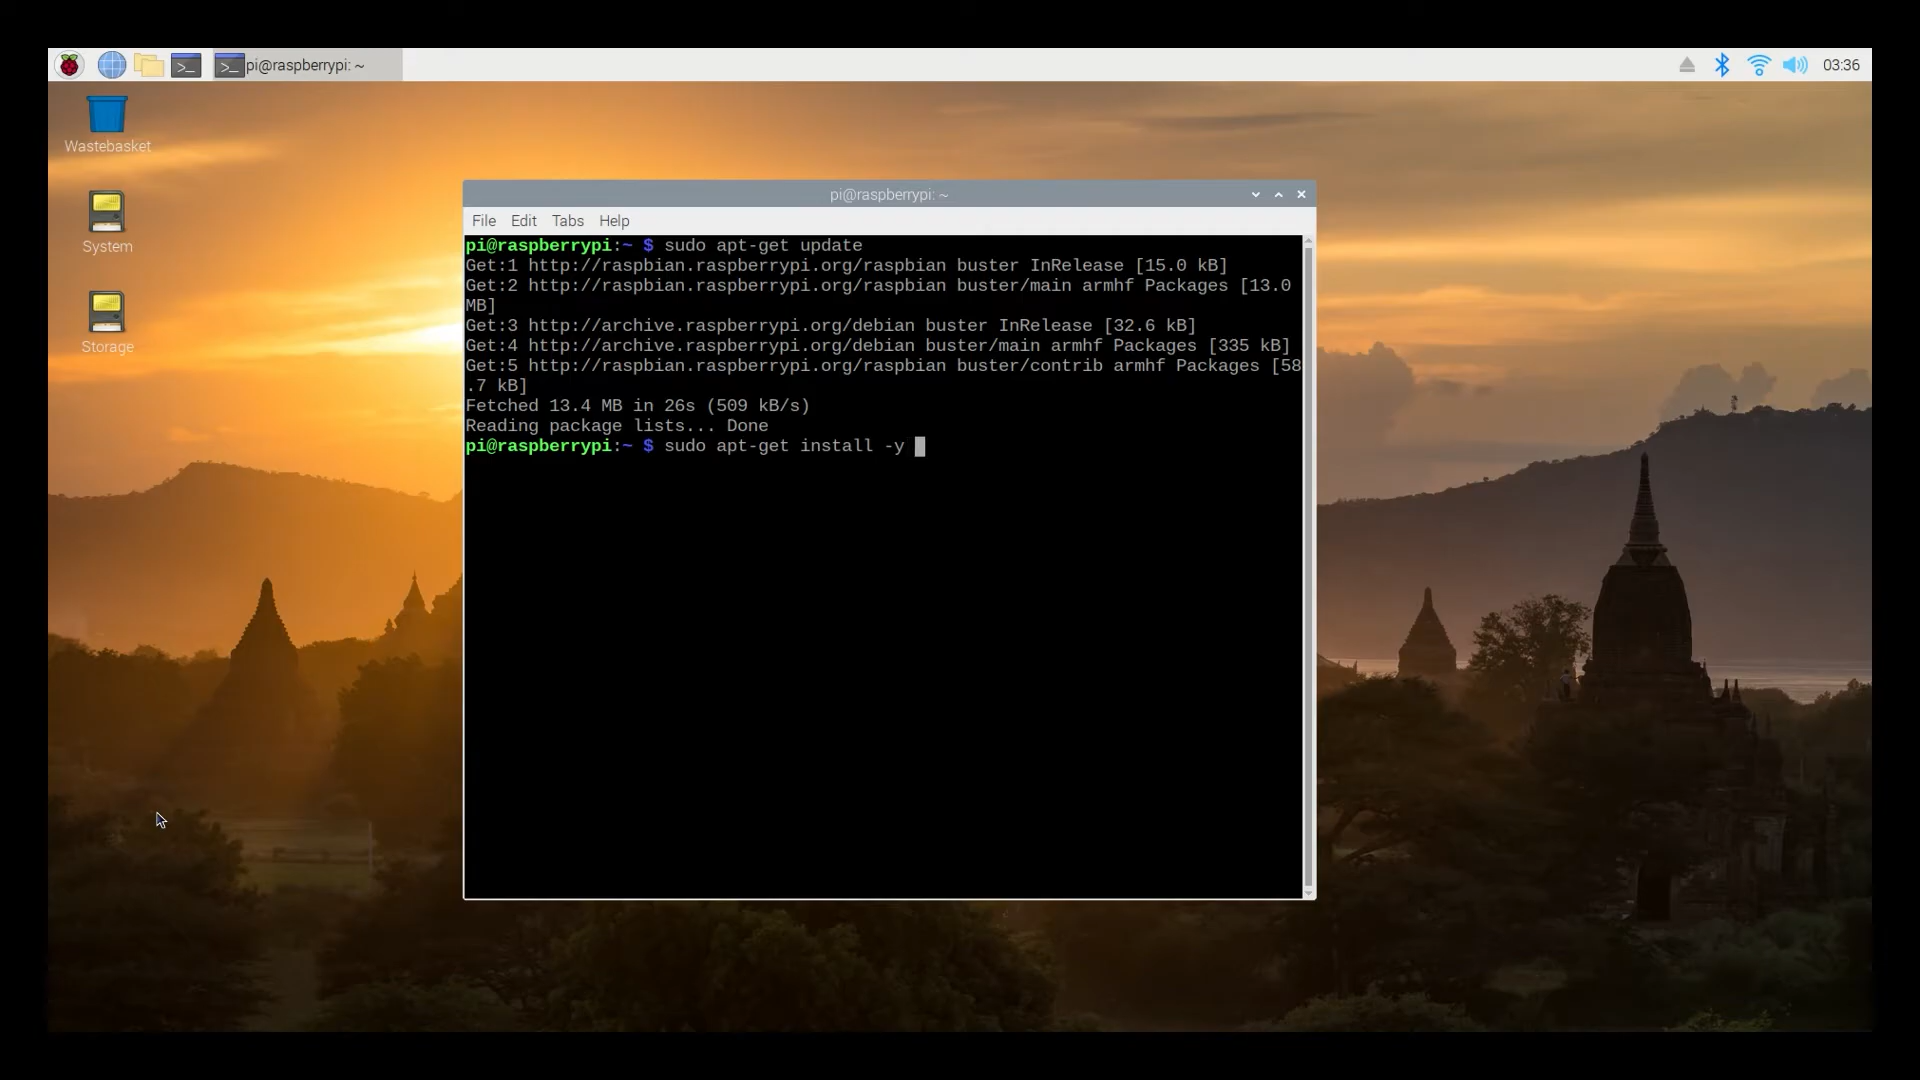 >_ >_ pi@raspberrypi: ~ 03:36
Wastebasket
System
Storage
pi@raspberrypi: ~
File Edit Tabs Help
pi@raspberrypi:~ $ sudo apt-get update
Get:1 http://raspbian.raspberrypi.org/raspbian buster InRelease [15.0 kB]
Get:2 http://raspbian.raspberrypi.org/raspbian buster/main armhf Packages [13.0
MB]
Get:3 http://archive.raspberrypi.org/debian buster InRelease [32.6 kB]
Get:4 http://archive.raspberrypi.org/debian buster/main armhf Packages [335 kB]
Get:5 http://raspbian.raspberrypi.org/raspbian buster/contrib armhf Packages [58
.7 kB]
Fetched 13.4 MB in 26s (509 kB/s)
Reading package lists... Done
pi@raspberrypi:~ $ sudo apt-get install -y